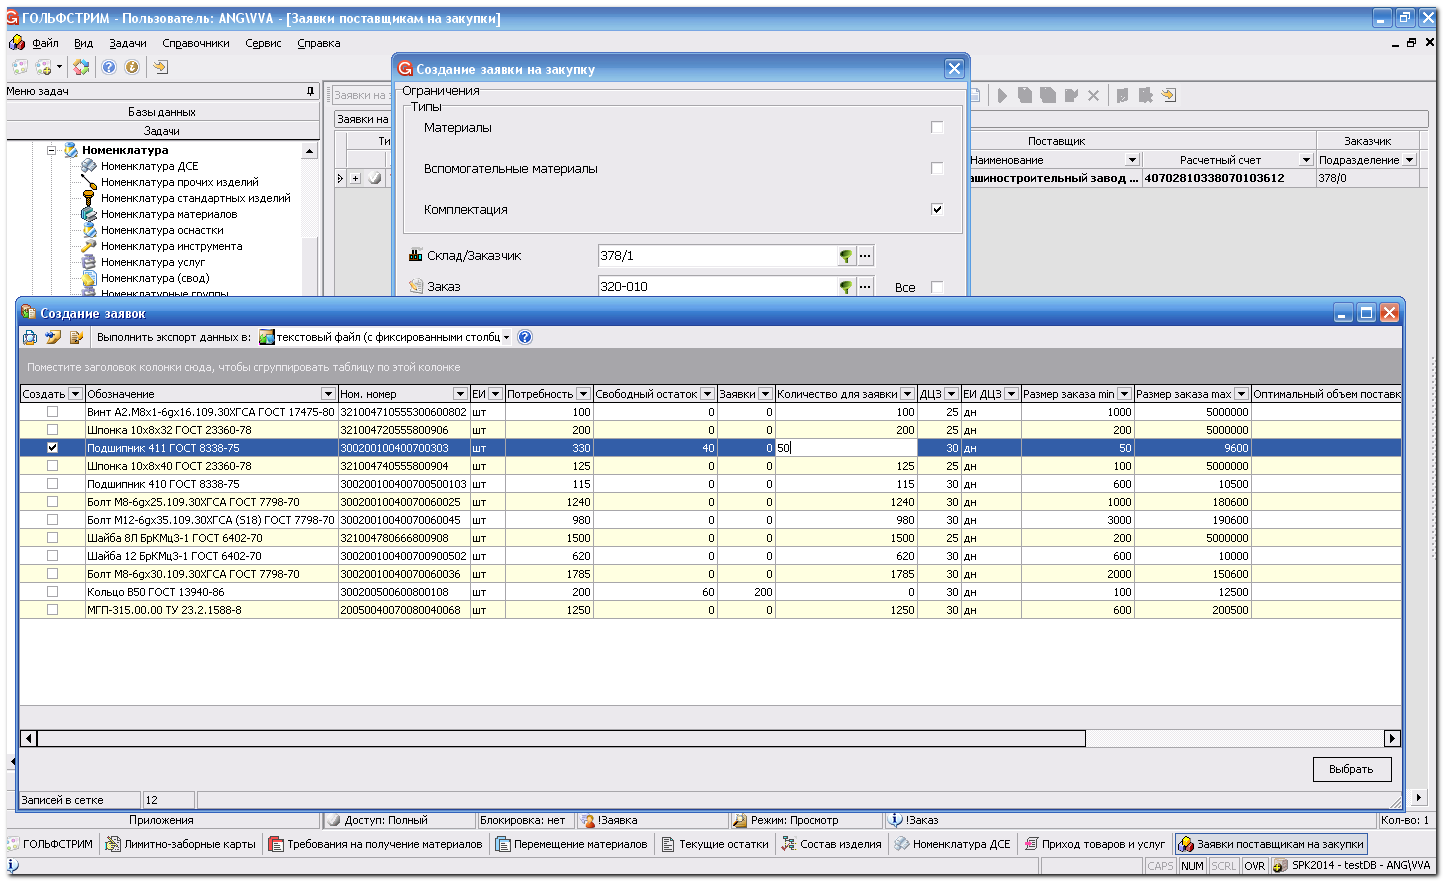 ГОЛЬФСТРИМ - Пользователь: ANG\VVA - [Заявки поставщикам на закупки]
Файл Вид Задачи Справочники Сервис Справка
Меню задач
Базы данных
Задачи
Номенклатура
Номенклатура ДСЕ
Номенклатура прочих изделий
Номенклатура стандартных изделий
Номенклатура материалов
Номенклатура оснастки
Номенклатура инструмента
Номенклатура услуг
Номенклатура (свод)
Номенклатурные группы
Заявки на з
Заявки на
Ти
Создание заявки на закупку
Ограничения
Типы
Материалы
Вспомогательные материалы
Комплектация
Склад/Заказчик 378/1
Заказ 320-010 Все
Поставщик Заказчик
Наименование Расчетный счет Подразделение
ашиностроительный завод ... 40702810338070103612 378/0
Создание заявок
Выполнить экспорт данных в: текстовый файл (с фиксированными столбц
Поместите заголовок колонки сюда, чтобы сгруппировать таблицу по этой колонке
Создать Обозначение Ном. номер ЕИ Потребность Свободный остаток Заявки Количество для заявки ДЦЗ ЕИ ДЦЗ Размер заказа min Размер заказа max Оптимальный объем поставк
Винт А2.М8х1-6gх16.109.30ХГСА ГОСТ 17475-80 321004710555300600802 шт 100 0 0 100 25 дн 1000 5000000
Шпонка 10х8х32 ГОСТ 23360-78 321004720555800906 шт 200 0 0 200 25 дн 200 5000000
Подшипник 411 ГОСТ 8338-75 300200100400700303 шт 330 40 0 50 30 дн 50 9600
Шпонка 10х8х40 ГОСТ 23360-78 321004740555800904 шт 125 0 0 125 25 дн 100 5000000
Подшипник 410 ГОСТ 8338-75 300200100400700500103 шт 115 0 0 115 30 дн 600 10500
Болт М8-6gх25.109.30ХГСА ГОСТ 7798-70 30020010040070060025 шт 1240 0 0 1240 30 дн 1000 180600
Болт М12-6gх35.109.30ХГСА (S18) ГОСТ 7798-70 30020010040070060045 шт 980 0 0 980 30 дн 3000 190600
Шайба 8Л БрКМц3-1 ГОСТ 6402-70 321004780666800908 шт 1500 0 0 1500 25 дн 200 5000000
Шайба 12 БрКМц3-1 ГОСТ 6402-70 300200100400700900502 шт 620 0 0 620 30 дн 600 10000
Болт М8-6gх30.109.30ХГСА ГОСТ 7798-70 30020010040070060036 шт 1785 0 0 1785 30 дн 2000 150600
Кольцо В50 ГОСТ 13940-86 300200500600800108 шт 200 60 200 0 30 дн 100 12500
МГП-315.00.00 ТУ 23.2.1588-8 20050040070080040068 шт 1250 0 0 1250 30 дн 600 200500
Выбрать
Записей в сетке 12
Приложения Доступ: Полный Блокировка: нет !Заявка Режим: Просмотр !Заказ Кол-во: 1
ГОЛЬФСТРИМ Лимитно-заборные карты Требования на получение материалов Перемещение материалов Текущие остатки Состав изделия Номенклатура ДСЕ Приход товаров и услуг Заявки поставщикам на закупки
CAPS NUM SCRL OVR SPK2014 - testDB - ANG\VVA